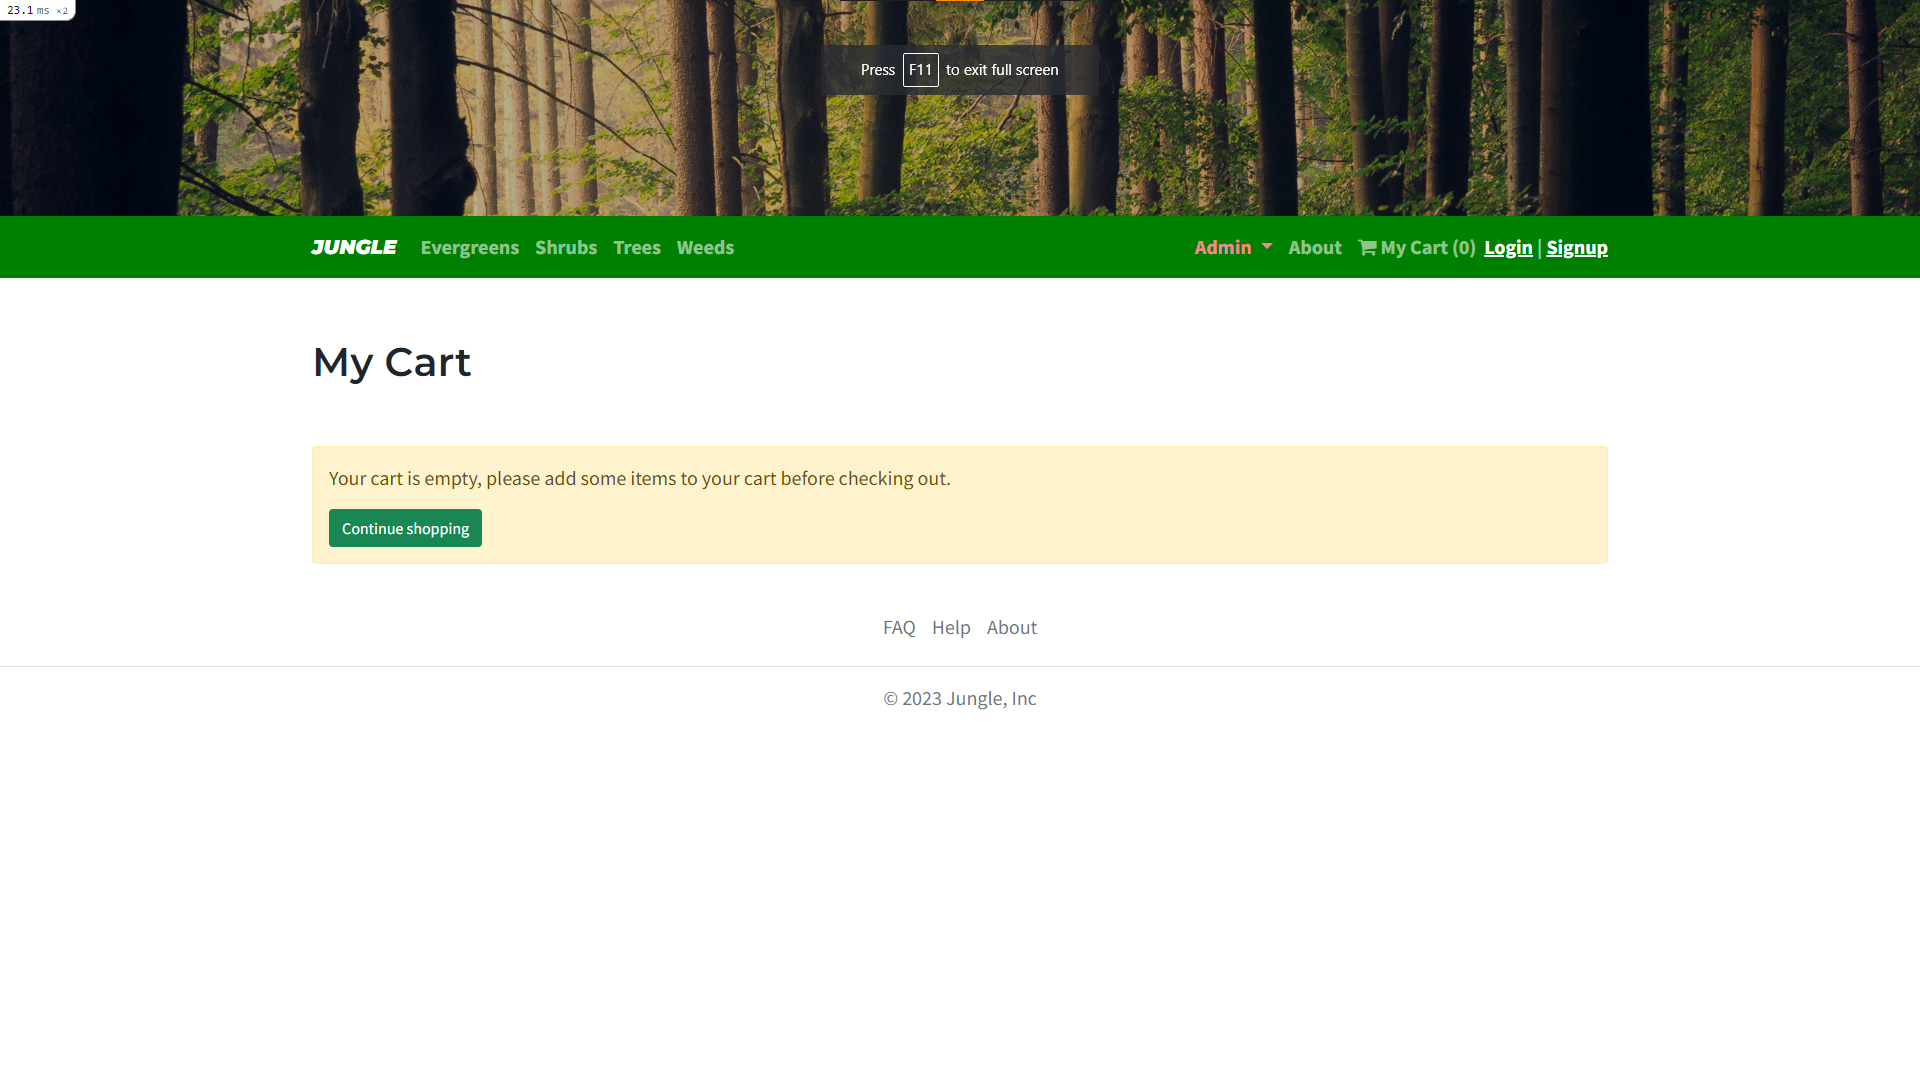 23.1 ms ×2
Press F11 to exit full screen
JUNGLE Evergreens Shrubs Trees Weeds Admin About My Cart (0) Login | Signup
My Cart
Your cart is empty, please add some items to your cart before checking out.
Continue shopping
FAQ Help About
© 2023 Jungle, Inc